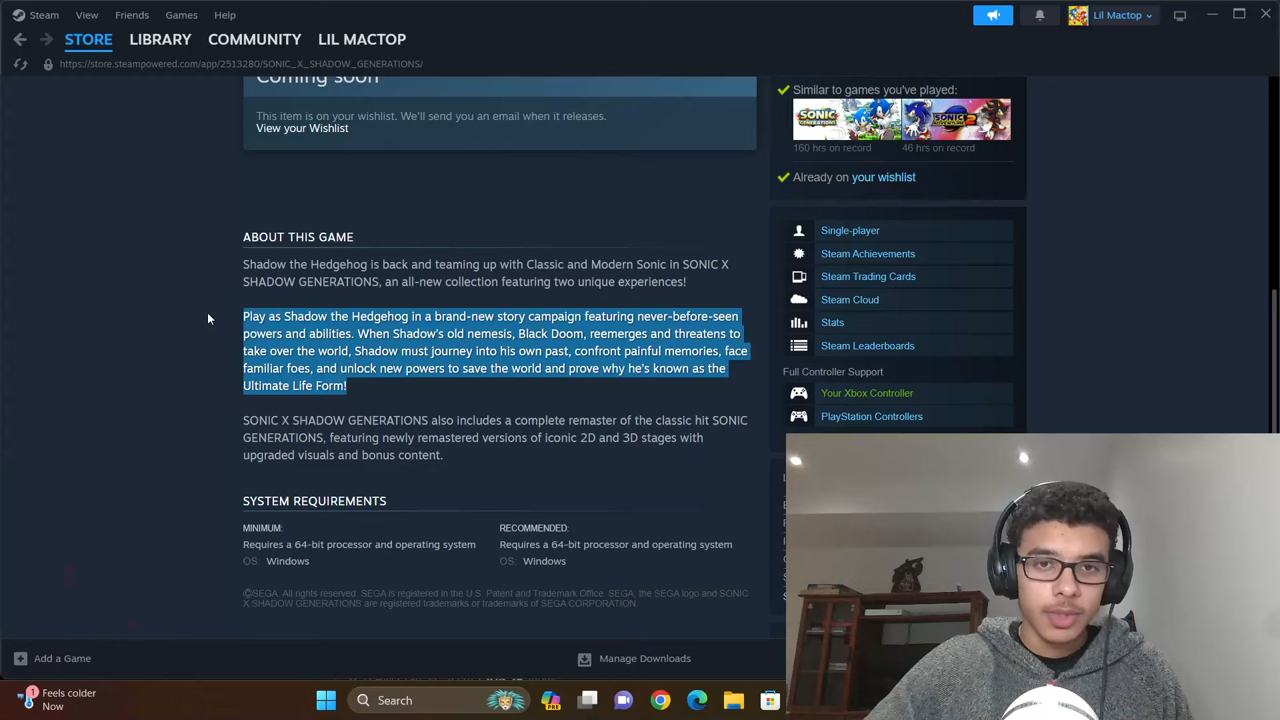 Steam View Friends Games Help Lil Mactop
STORE LIBRARY COMMUNITY LIL MACTOP
https://store.steampowered.com/app/2513280/SONIC_X_SHADOW_GENERATIONS/
Coming soon
This item is on your wishlist. We'll send you an email when it releases.
View your Wishlist
Similar to games you've played:
SONIC GENERATIONS SONIC ADVENTURE 2
160 hrs on record 46 hrs on record
Already on your wishlist
ABOUT THIS GAME
Shadow the Hedgehog is back and teaming up with Classic and Modern Sonic in SONIC X
SHADOW GENERATIONS, an all-new collection featuring two unique experiences!
Play as Shadow the Hedgehog in a brand-new story campaign featuring never-before-seen
powers and abilities. When Shadow's old nemesis, Black Doom, reemerges and threatens to
take over the world, Shadow must journey into his own past, confront painful memories, face
familiar foes, and unlock new powers to save the world and prove why he's known as the
Ultimate Life Form!
SONIC X SHADOW GENERATIONS also includes a complete remaster of the classic hit SONIC
GENERATIONS, featuring newly remastered versions of iconic 2D and 3D stages with
upgraded visuals and bonus content.
Single-player
Steam Achievements
Steam Trading Cards
Steam Cloud
Stats
Steam Leaderboards
Full Controller Support
Your Xbox Controller
PlayStation Controllers
SYSTEM REQUIREMENTS
MINIMUM: RECOMMENDED:
Requires a 64-bit processor and operating system Requires a 64-bit processor and operating system
OS: Windows OS: Windows
©SEGA. All rights reserved. SEGA is registered in the U.S. Patent and Trademark Office. SEGA, the SEGA logo and SONIC
X SHADOW GENERATIONS are registered trademarks or trademarks of SEGA CORPORATION.
Add a Game Manage Downloads
1 Feels colder
Now
Search
PRE